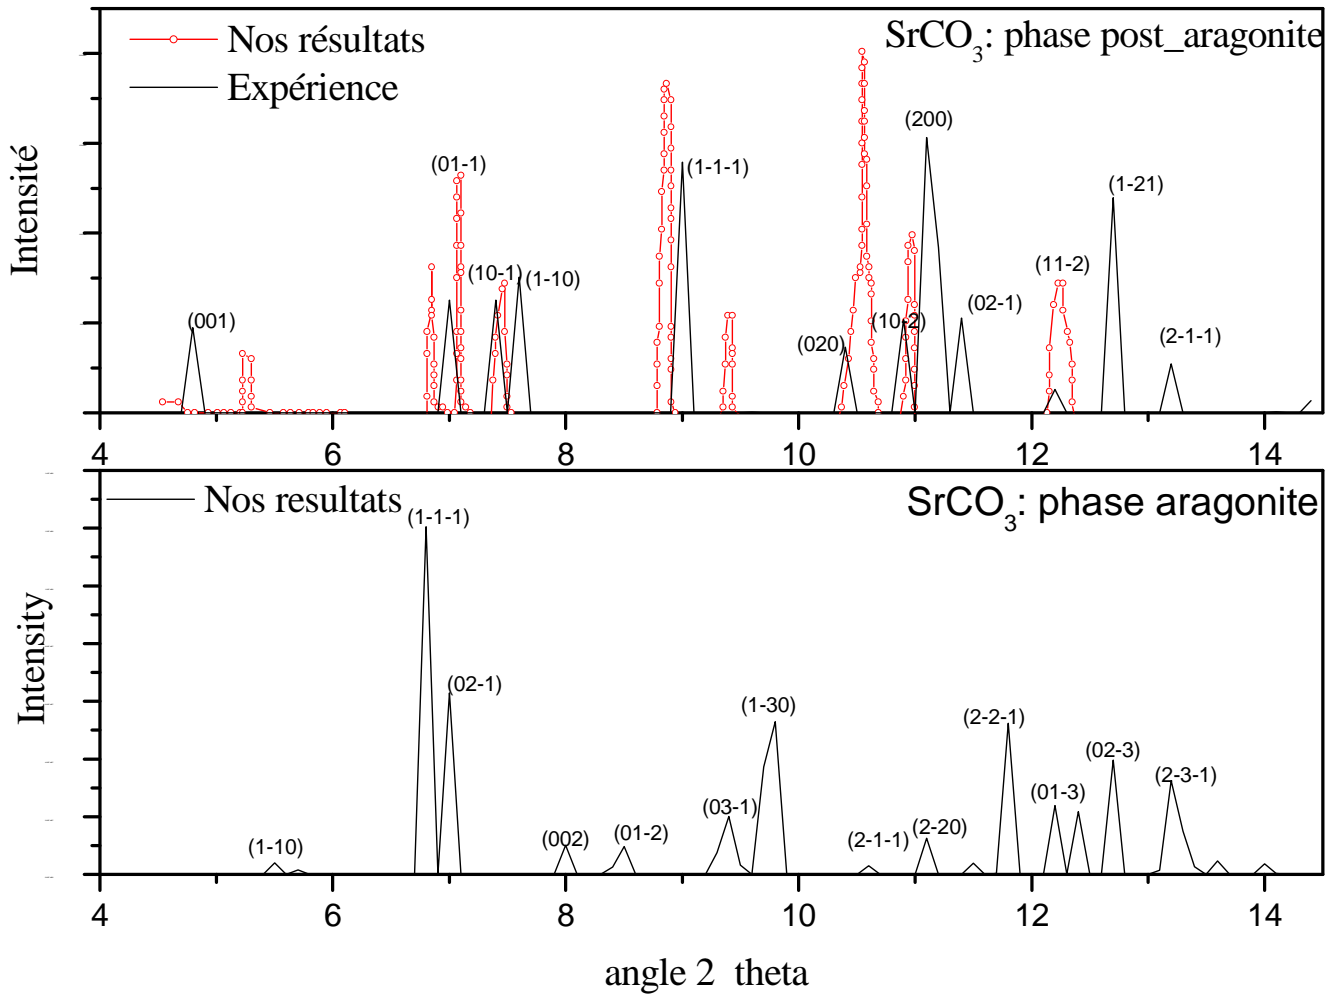 Nos résultats
Expérience
SrCO3: phase post_aragonite
Intensité
(001)
(01-1)
(10-1)
(1-10)
(1-1-1)
(020)
(10-2)
(200)
(02-1)
(11-2)
(1-21)
(2-1-1)
4 6 8 10 12 14
Nos resultats
SrCO3: phase aragonite
Intensity
(1-10)
(1-1-1)
(02-1)
(002)
(01-2)
(03-1)
(1-30)
(2-1-1)
(2-20)
(2-2-1)
(01-3)
(02-3)
(2-3-1)
4 6 8 10 12 14
angle 2 theta